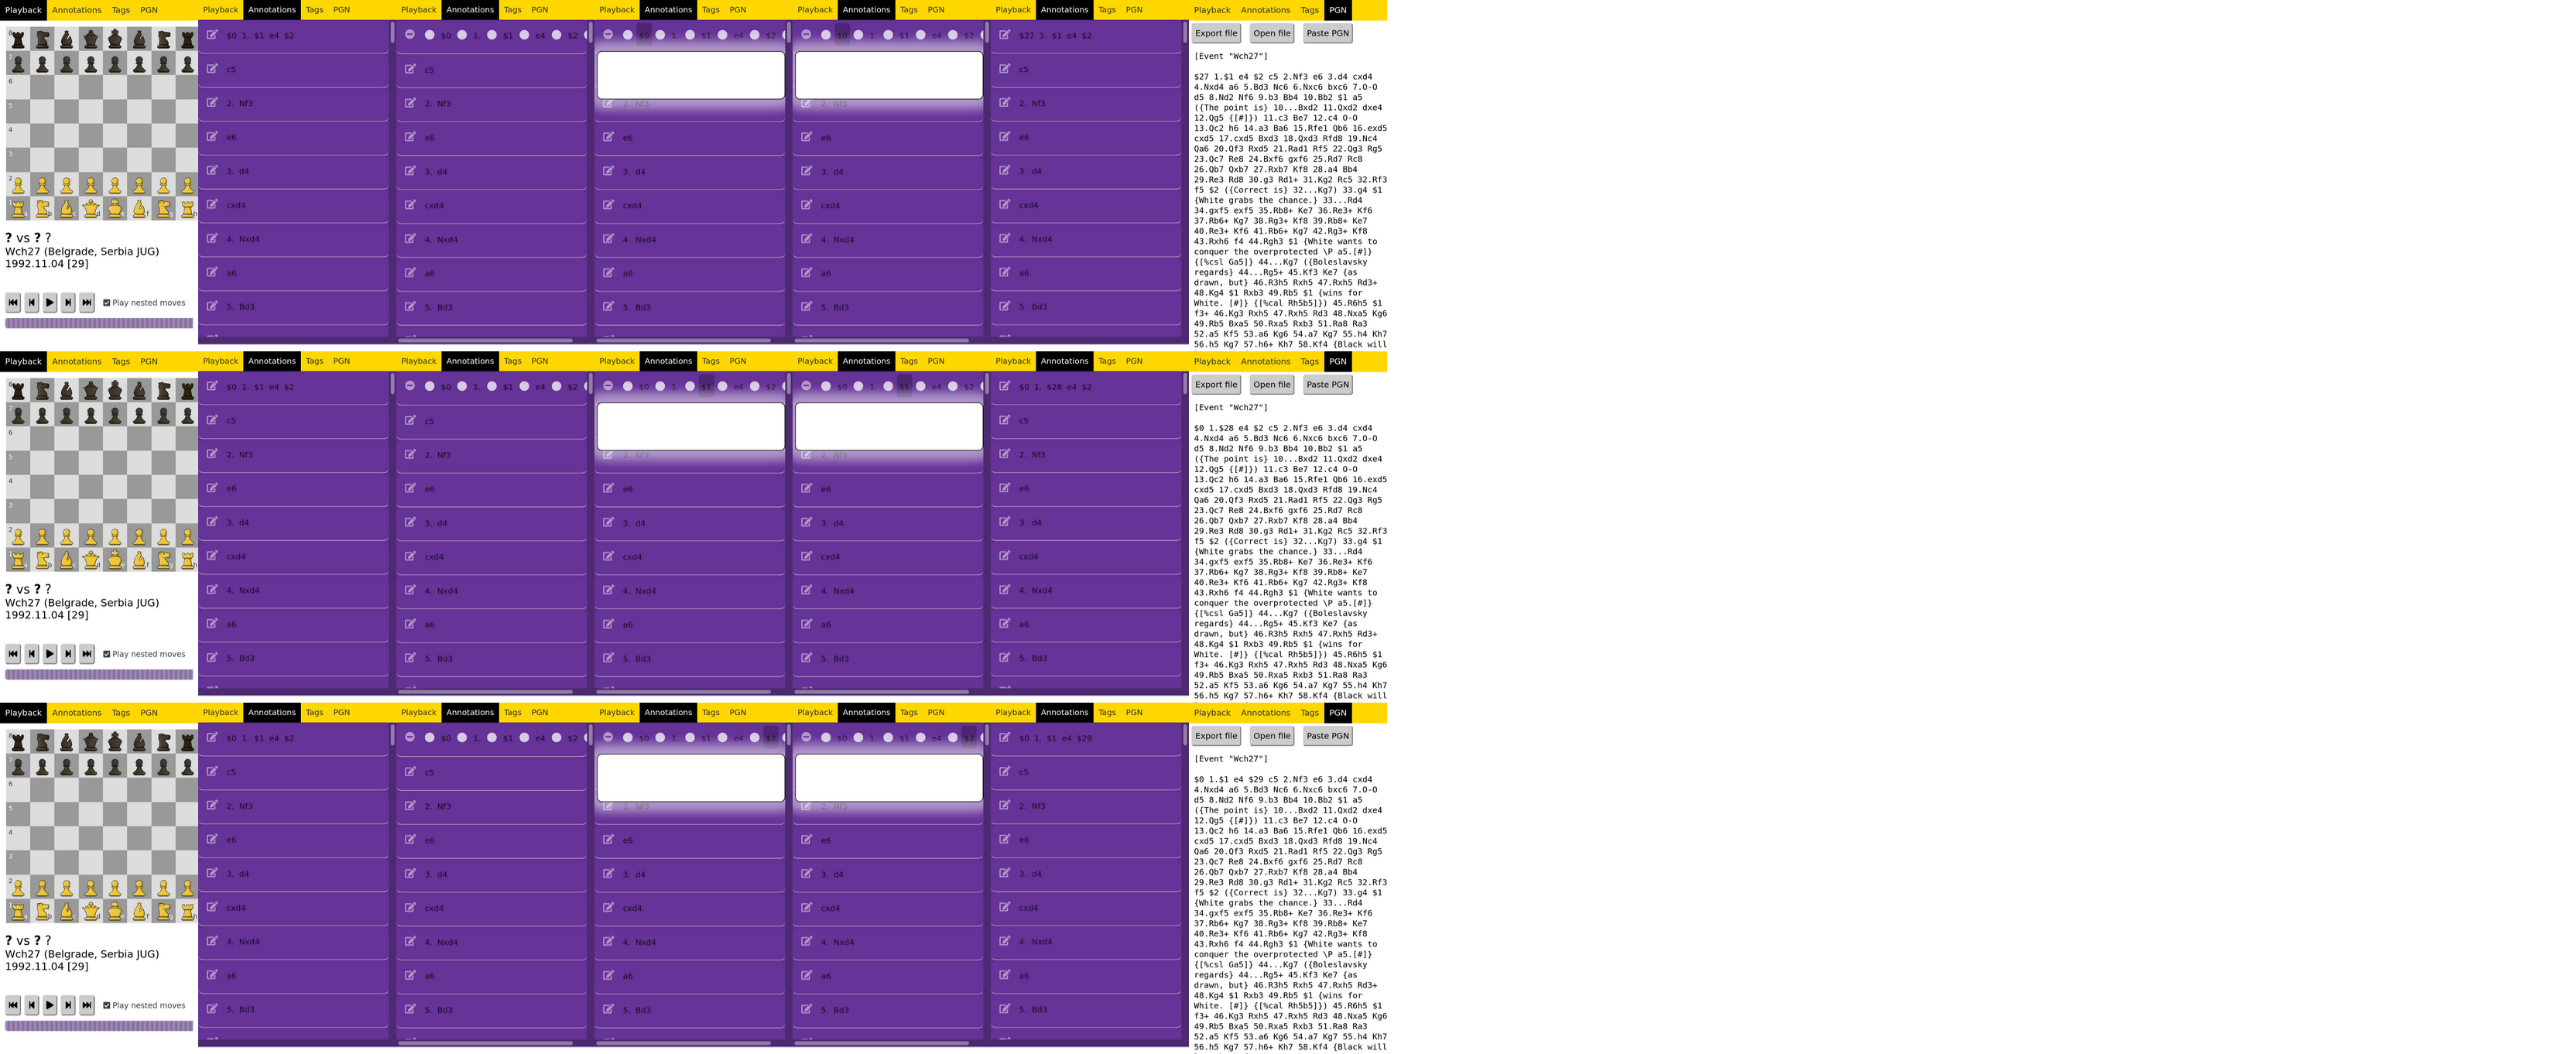 Playback Annotations Tags PGN
8
7
6
5
4
3
2
1
? vs ? ?
Wch27 (Belgrade, Serbia JUG)
1992.11.04 [29]
Play nested moves
Playback Annotations Tags PGN
$0 1. $1 e4 $2
c5
2. Nf3
e6
3. d4
cxd4
4. Nxd4
a6
5. Bd3
Playback Annotations Tags PGN
$0 1. $1 e4 $2
c5
2. Nf3
e6
3. d4
cxd4
4. Nxd4
a6
5. Bd3
Playback Annotations Tags PGN
$0 1. $1 e4 $2
2. Nf3
e6
3. d4
cxd4
4. Nxd4
a6
5. Bd3
Playback Annotations Tags PGN
$0 1. $1 e4 $2
2. Nf3
e6
3. d4
cxd4
4. Nxd4
a6
5. Bd3
Playback Annotations Tags PGN
$27 1. $1 e4 $2
c5
2. Nf3
e6
3. d4
cxd4
4. Nxd4
a6
5. Bd3
Playback Annotations Tags PGN
Export file Open file Paste PGN
[Event "Wch27"]
$27 1.$1 e4 $2 c5 2.Nf3 e6 3.d4 cxd4
4.Nxd4 a6 5.Bd3 Nc6 6.Nxc6 bxc6 7.O-O
d5 8.Nd2 Nf6 9.b3 Bb4 10.Bb2 $1 a5
({The point is} 10...Bxd2 11.Qxd2 dxe4
12.Qg5 {[#]}) 11.c3 Be7 12.c4 O-O
13.Qc2 h6 14.a3 Ba6 15.Rfe1 Qb6 16.exd5
cxd5 17.cxd5 Bxd3 18.Qxd3 Rfd8 19.Nc4
Qa6 20.Qf3 Rxd5 21.Rad1 Rf5 22.Qg3 Rg5
23.Qc7 Re8 24.Bxf6 gxf6 25.Rd7 Rc8
26.Qb7 Qxb7 27.Rxb7 Kf8 28.a4 Bb4
29.Re3 Rd8 30.g3 Rd1+ 31.Kg2 Rc5 32.Rf3
f5 $2 ({Correct is} 32...Kg7) 33.g4 $1
{White grabs the chance.} 33...Rd4
34.gxf5 exf5 35.Rb8+ Ke7 36.Re3+ Kf6
37.Rb6+ Kg7 38.Rg3+ Kf8 39.Rb8+ Ke7
40.Re3+ Kf6 41.Rb6+ Kg7 42.Rg3+ Kf8
43.Rxh6 f4 44.Rgh3 $1 {White wants to
conquer the overprotected \P a5.[#]}
{[%csl Ga5]} 44...Kg7 ({Boleslavsky
regards} 44...Rg5+ 45.Kf3 Ke7 {as
drawn, but} 46.R3h5 Rxh5 47.Rxh5 Rd3+
48.Kg4 $1 Rxb3 49.Rb5 $1 {wins for
White. [#]} {[%cal Rh5b5]}) 45.R6h5 $1
f3+ 46.Kg3 Rxh5 47.Rxh5 Rd3 48.Nxa5 Kg6
49.Rb5 Bxa5 50.Rxa5 Rxb3 51.Ra8 Ra3
52.a5 Kf5 53.a6 Kg6 54.a7 Kg7 55.h4 Kh7
56.h5 Kg7 57.h6+ Kh7 58.Kf4 {Black will
Playback Annotations Tags PGN
8
7
6
5
4
3
2
1
? vs ? ?
Wch27 (Belgrade, Serbia JUG)
1992.11.04 [29]
Play nested moves
Playback Annotations Tags PGN
$0 1. $1 e4 $2
c5
2. Nf3
e6
3. d4
cxd4
4. Nxd4
a6
5. Bd3
Playback Annotations Tags PGN
$0 1. $1 e4 $2
c5
2. Nf3
e6
3. d4
cxd4
4. Nxd4
a6
5. Bd3
Playback Annotations Tags PGN
$0 1. $1 e4 $2
2. Nf3
e6
3. d4
cxd4
4. Nxd4
a6
5. Bd3
Playback Annotations Tags PGN
$0 1. $1 e4 $2
2. Nf3
e6
3. d4
cxd4
4. Nxd4
a6
5. Bd3
Playback Annotations Tags PGN
$0 1. $28 e4 $2
c5
2. Nf3
e6
3. d4
cxd4
4. Nxd4
a6
5. Bd3
Playback Annotations Tags PGN
Export file Open file Paste PGN
[Event "Wch27"]
$0 1.$28 e4 $2 c5 2.Nf3 e6 3.d4 cxd4
4.Nxd4 a6 5.Bd3 Nc6 6.Nxc6 bxc6 7.O-O
d5 8.Nd2 Nf6 9.b3 Bb4 10.Bb2 $1 a5
({The point is} 10...Bxd2 11.Qxd2 dxe4
12.Qg5 {[#]}) 11.c3 Be7 12.c4 O-O
13.Qc2 h6 14.a3 Ba6 15.Rfe1 Qb6 16.exd5
cxd5 17.cxd5 Bxd3 18.Qxd3 Rfd8 19.Nc4
Qa6 20.Qf3 Rxd5 21.Rad1 Rf5 22.Qg3 Rg5
23.Qc7 Re8 24.Bxf6 gxf6 25.Rd7 Rc8
26.Qb7 Qxb7 27.Rxb7 Kf8 28.a4 Bb4
29.Re3 Rd8 30.g3 Rd1+ 31.Kg2 Rc5 32.Rf3
f5 $2 ({Correct is} 32...Kg7) 33.g4 $1
{White grabs the chance.} 33...Rd4
34.gxf5 exf5 35.Rb8+ Ke7 36.Re3+ Kf6
37.Rb6+ Kg7 38.Rg3+ Kf8 39.Rb8+ Ke7
40.Re3+ Kf6 41.Rb6+ Kg7 42.Rg3+ Kf8
43.Rxh6 f4 44.Rgh3 $1 {White wants to
conquer the overprotected \P a5.[#]}
{[%csl Ga5]} 44...Kg7 ({Boleslavsky
regards} 44...Rg5+ 45.Kf3 Ke7 {as
drawn, but} 46.R3h5 Rxh5 47.Rxh5 Rd3+
48.Kg4 $1 Rxb3 49.Rb5 $1 {wins for
White. [#]} {[%cal Rh5b5]}) 45.R6h5 $1
f3+ 46.Kg3 Rxh5 47.Rxh5 Rd3 48.Nxa5 Kg6
49.Rb5 Bxa5 50.Rxa5 Rxb3 51.Ra8 Ra3
52.a5 Kf5 53.a6 Kg6 54.a7 Kg7 55.h4 Kh7
56.h5 Kg7 57.h6+ Kh7 58.Kf4 {Black will
Playback Annotations Tags PGN
8
7
6
5
4
3
2
1
? vs ? ?
Wch27 (Belgrade, Serbia JUG)
1992.11.04 [29]
Play nested moves
Playback Annotations Tags PGN
$0 1. $1 e4 $2
c5
2. Nf3
e6
3. d4
cxd4
4. Nxd4
a6
5. Bd3
Playback Annotations Tags PGN
$0 1. $1 e4 $2
c5
2. Nf3
e6
3. d4
cxd4
4. Nxd4
a6
5. Bd3
Playback Annotations Tags PGN
$0 1. $1 e4 $2
2. Nf3
e6
3. d4
cxd4
4. Nxd4
a6
5. Bd3
Playback Annotations Tags PGN
$0 1. $1 e4 $2
2. Nf3
e6
3. d4
cxd4
4. Nxd4
a6
5. Bd3
Playback Annotations Tags PGN
$0 1. $1 e4 $29
c5
2. Nf3
e6
3. d4
cxd4
4. Nxd4
a6
5. Bd3
Playback Annotations Tags PGN
Export file Open file Paste PGN
[Event "Wch27"]
$0 1.$1 e4 $29 c5 2.Nf3 e6 3.d4 cxd4
4.Nxd4 a6 5.Bd3 Nc6 6.Nxc6 bxc6 7.O-O
d5 8.Nd2 Nf6 9.b3 Bb4 10.Bb2 $1 a5
({The point is} 10...Bxd2 11.Qxd2 dxe4
12.Qg5 {[#]}) 11.c3 Be7 12.c4 O-O
13.Qc2 h6 14.a3 Ba6 15.Rfe1 Qb6 16.exd5
cxd5 17.cxd5 Bxd3 18.Qxd3 Rfd8 19.Nc4
Qa6 20.Qf3 Rxd5 21.Rad1 Rf5 22.Qg3 Rg5
23.Qc7 Re8 24.Bxf6 gxf6 25.Rd7 Rc8
26.Qb7 Qxb7 27.Rxb7 Kf8 28.a4 Bb4
29.Re3 Rd8 30.g3 Rd1+ 31.Kg2 Rc5 32.Rf3
f5 $2 ({Correct is} 32...Kg7) 33.g4 $1
{White grabs the chance.} 33...Rd4
34.gxf5 exf5 35.Rb8+ Ke7 36.Re3+ Kf6
37.Rb6+ Kg7 38.Rg3+ Kf8 39.Rb8+ Ke7
40.Re3+ Kf6 41.Rb6+ Kg7 42.Rg3+ Kf8
43.Rxh6 f4 44.Rgh3 $1 {White wants to
conquer the overprotected \P a5.[#]}
{[%csl Ga5]} 44...Kg7 ({Boleslavsky
regards} 44...Rg5+ 45.Kf3 Ke7 {as
drawn, but} 46.R3h5 Rxh5 47.Rxh5 Rd3+
48.Kg4 $1 Rxb3 49.Rb5 $1 {wins for
White. [#]} {[%cal Rh5b5]}) 45.R6h5 $1
f3+ 46.Kg3 Rxh5 47.Rxh5 Rd3 48.Nxa5 Kg6
49.Rb5 Bxa5 50.Rxa5 Rxb3 51.Ra8 Ra3
52.a5 Kf5 53.a6 Kg6 54.a7 Kg7 55.h4 Kh7
56.h5 Kg7 57.h6+ Kh7 58.Kf4 {Black will